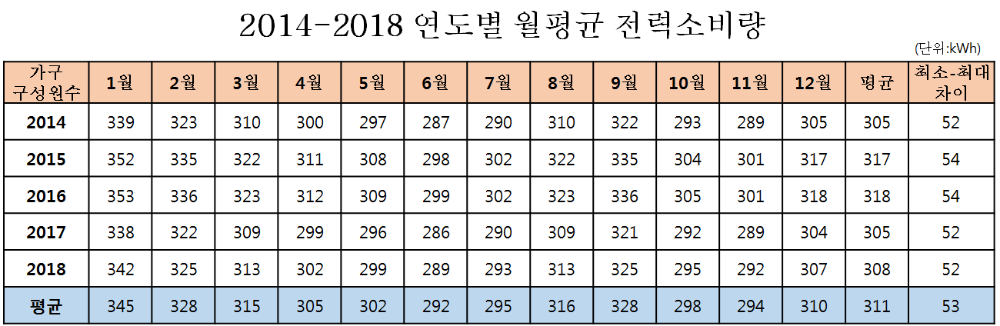 2014-2018 연도별 월평균 전력소비량
(단위:kWh)
가구 구성원수 1월 2월 3월 4월 5월 6월 7월 8월 9월 10월 11월 12월 평균 최소-최대 차이
2014 339 323 310 300 297 287 290 310 322 293 289 305 305 52
2015 352 335 322 311 308 298 302 322 335 304 301 317 317 54
2016 353 336 323 312 309 299 302 323 336 305 301 318 318 54
2017 338 322 309 299 296 286 290 309 321 292 289 304 305 52
2018 342 325 313 302 299 289 293 313 325 295 292 307 308 52
평균 345 328 315 305 302 292 295 316 328 298 294 310 311 53